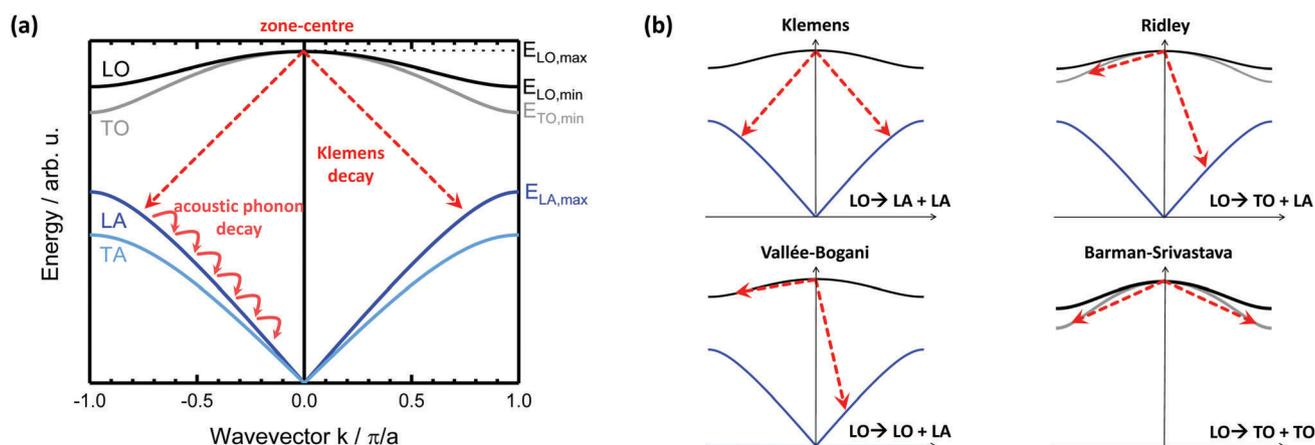 (a)
zone-centre
LO
TO
E_LO,max
E_LO,min
E_TO,min
Klemens
decay
acoustic phonon
decay
LA
TA
E_LA,max
Energy / arb. u.
-1.0
-0.5
0.0
0.5
1.0
Wavevector k / π/a
(b)
Klemens
LO→ LA + LA
Ridley
LO→ TO + LA
Vallée-Bogani
LO→ LO + LA
Barman-Srivastava
LO→ TO + TO